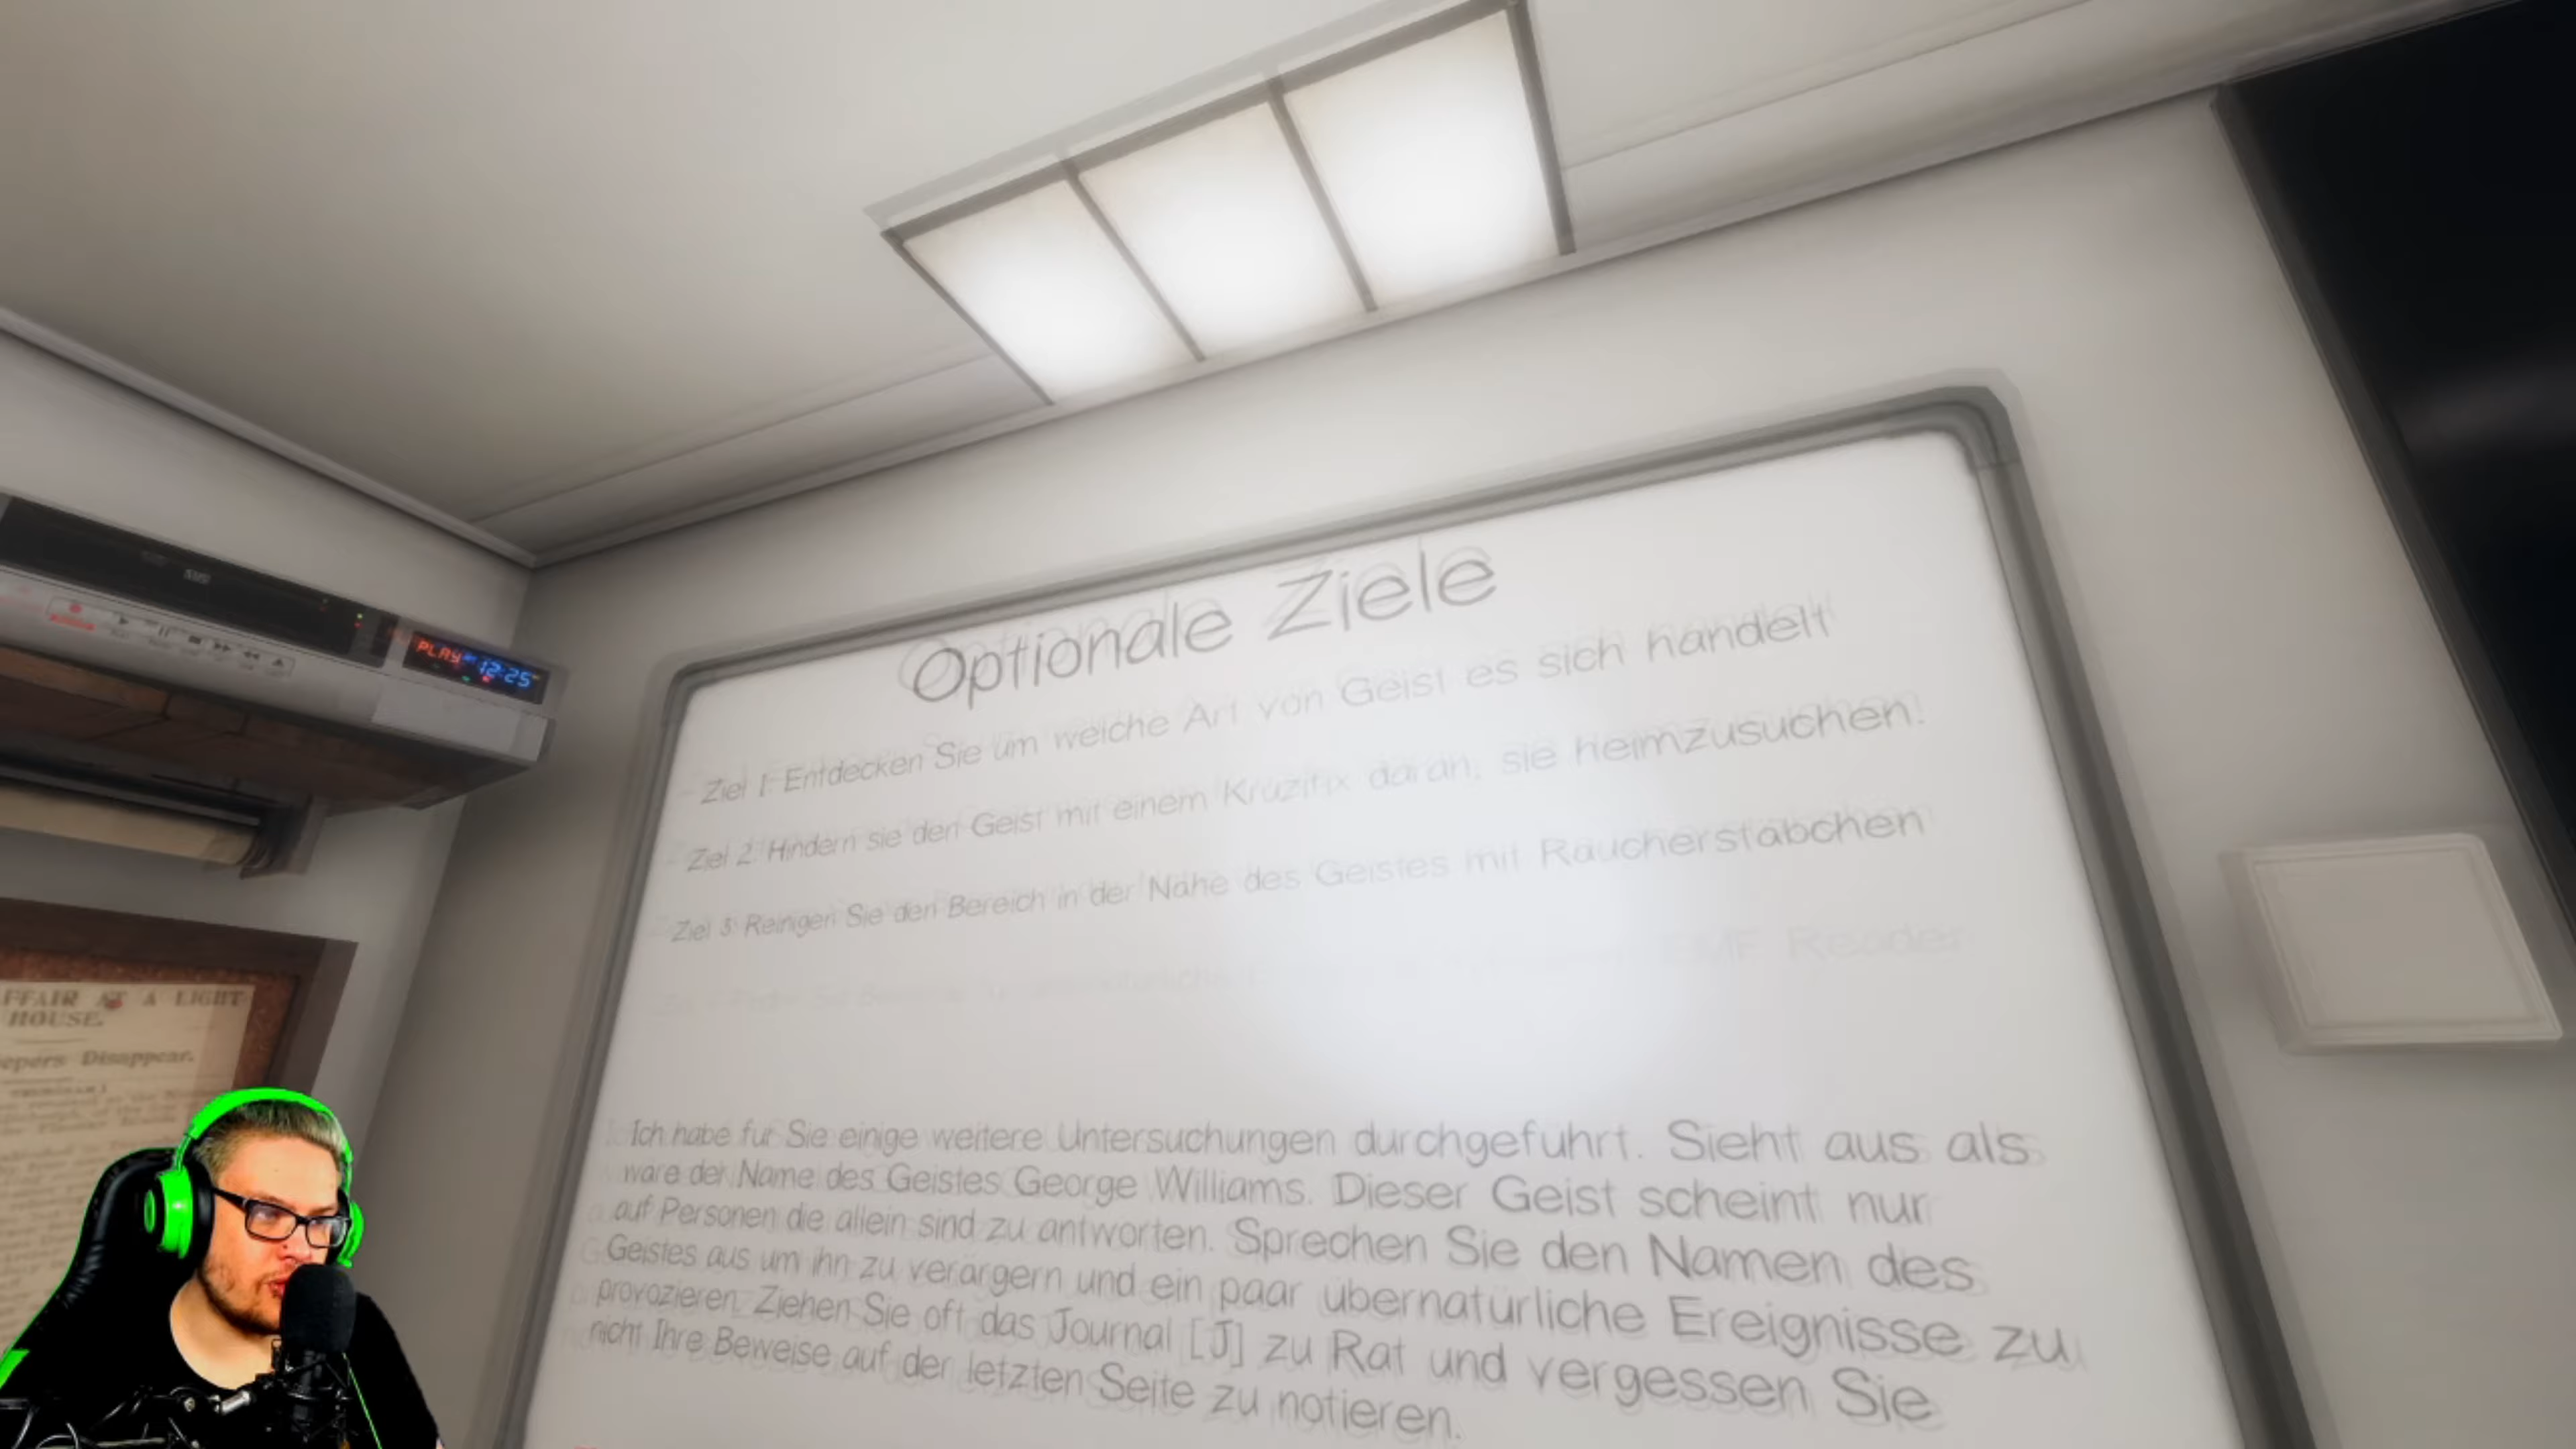 Optionale Ziele
Ziel 1: Entdecken Sie um welche Art von Geist es sich handelt
Ziel 2: Hindern sie den Geist mit einem Kruzifix daran, sie heimzusuchen!
Ziel 3: Reinigen Sie den Bereich in der Nähe des Geistes mit Räucherstäbchen
EMF Reader
Ich habe für Sie einige weitere Untersuchungen durchgeführt. Sieht aus als
wäre der Name des Geistes George Williams. Dieser Geist scheint nur
auf Personen die allein sind zu antworten. Sprechen Sie den Namen des
Geistes aus um ihn zu verärgern und ein paar übernatürliche Ereignisse zu
provozieren. Ziehen Sie oft das Journal [J] zu Rat und vergessen Sie
nicht Ihre Beweise auf der letzten Seite zu notieren.
PLAY 12:25
FFAIR AT A LIGHT-
HOUSE.
epers Disappear.